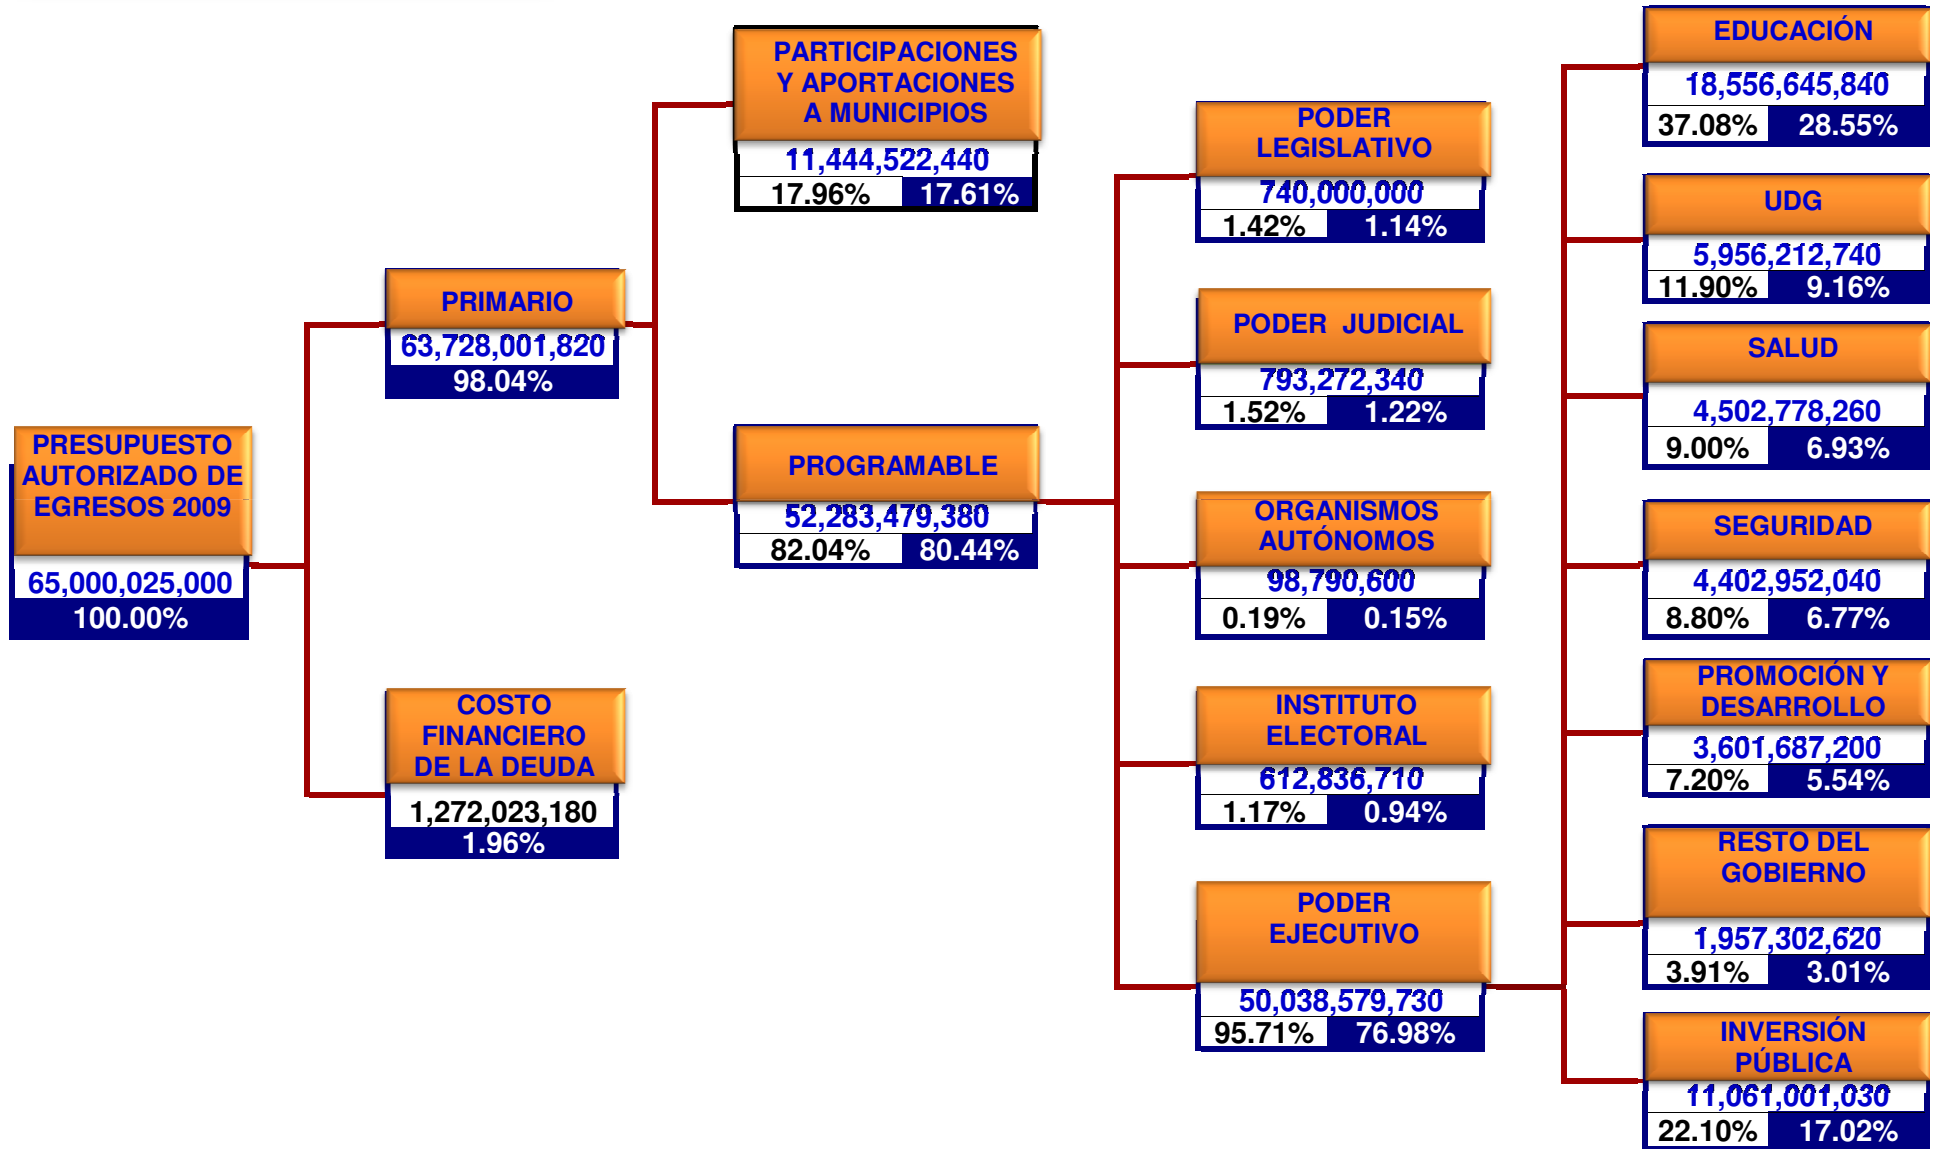 PRESUPUESTO
AUTORIZADO DE
EGRESOS 2009
65,000,025,000
100.00%
PRIMARIO
63,728,001,820
98.04%
COSTO
FINANCIERO
DE LA DEUDA
1,272,023,180
1.96%
PARTICIPACIONES
Y APORTACIONES
A MUNICIPIOS
11,444,522,440
17.96% 17.61%
PROGRAMABLE
52,283,479,380
82.04% 80.44%
PODER
LEGISLATIVO
740,000,000
1.42% 1.14%
PODER JUDICIAL
793,272,340
1.52% 1.22%
ORGANISMOS
AUTÓNOMOS
98,790,600
0.19% 0.15%
INSTITUTO
ELECTORAL
612,836,710
1.17% 0.94%
PODER
EJECUTIVO
50,038,579,730
95.71% 76.98%
EDUCACIÓN
18,556,645,840
37.08% 28.55%
UDG
5,956,212,740
11.90% 9.16%
SALUD
4,502,778,260
9.00% 6.93%
SEGURIDAD
4,402,952,040
8.80% 6.77%
PROMOCIÓN Y
DESARROLLO
3,601,687,200
7.20% 5.54%
RESTO DEL
GOBIERNO
1,957,302,620
3.91% 3.01%
INVERSIÓN
PÚBLICA
11,061,001,030
22.10% 17.02%